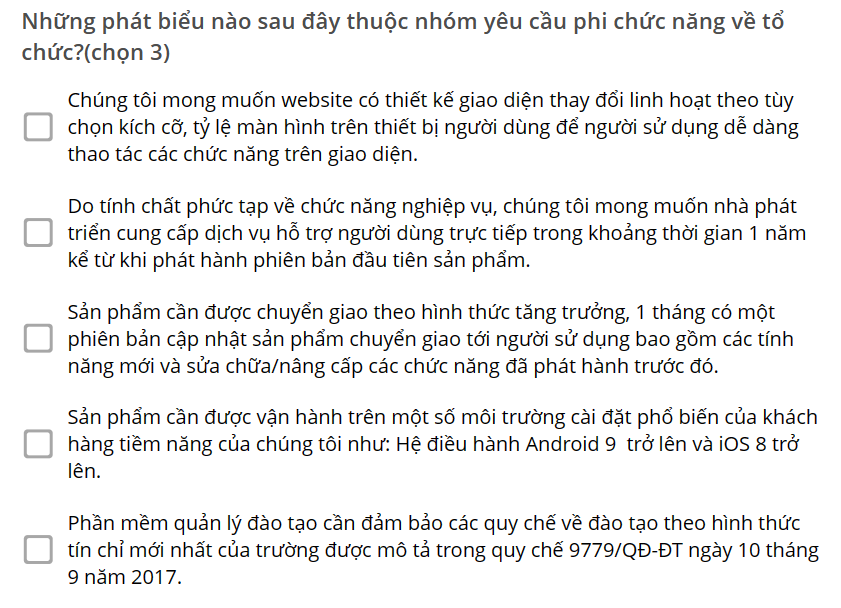 Những phát biểu nào sau đây thuộc nhóm yêu cầu phi chức năng về tổ
chức?(chọn 3)
Chúng tôi mong muốn website có thiết kế giao diện thay đổi linh hoạt theo tùy
chọn kích cỡ, tỷ lệ màn hình trên thiết bị người dùng để người sử dụng dễ dàng
thao tác các chức năng trên giao diện.
Do tính chất phức tạp về chức năng nghiệp vụ, chúng tôi mong muốn nhà phát
triển cung cấp dịch vụ hỗ trợ người dùng trực tiếp trong khoảng thời gian 1 năm
kể từ khi phát hành phiên bản đầu tiên sản phẩm.
Sản phẩm cần được chuyển giao theo hình thức tăng trưởng, 1 tháng có một
phiên bản cập nhật sản phẩm chuyển giao tới người sử dụng bao gồm các tính
năng mới và sửa chữa/nâng cấp các chức năng đã phát hành trước đó.
Sản phẩm cần được vận hành trên một số môi trường cài đặt phổ biến của khách
hàng tiềm năng của chúng tôi như: Hệ điều hành Android 9 trở lên và iOS 8 trở
lên.
Phần mềm quản lý đào tạo cần đảm bảo các quy chế về đào tạo theo hình thức
tín chỉ mới nhất của trường được mô tả trong quy chế 9779/QĐ-ĐT ngày 10 tháng
9 năm 2017.